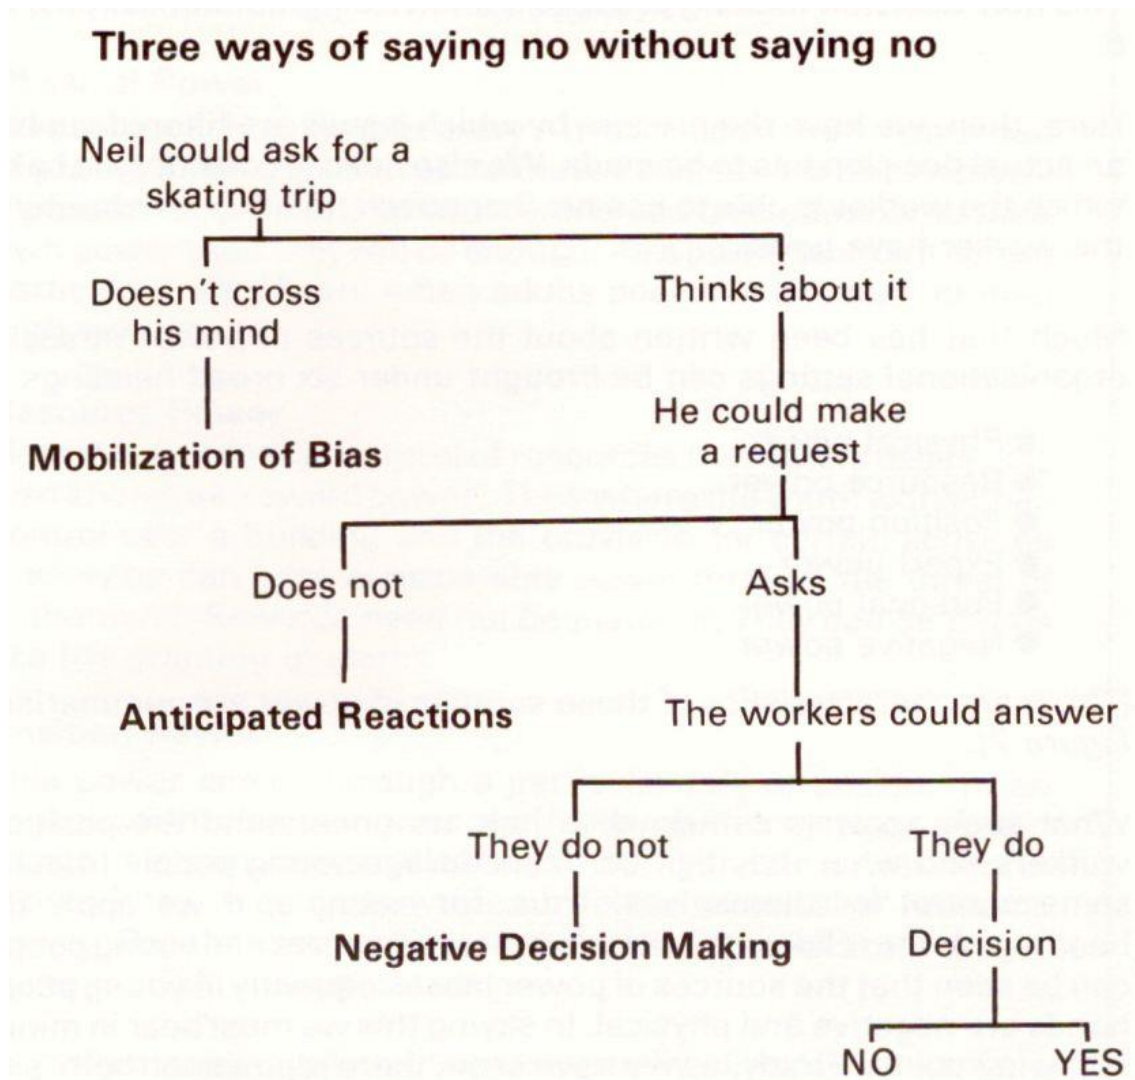 Three ways of saying no without saying no
Neil could ask for a
skating trip
Doesn't cross
his mind
Thinks about it
Mobilization of Bias
He could make
a request
Does not
Asks
Anticipated Reactions
The workers could answer
They do not
They do
Negative Decision Making
Decision
NO
YES